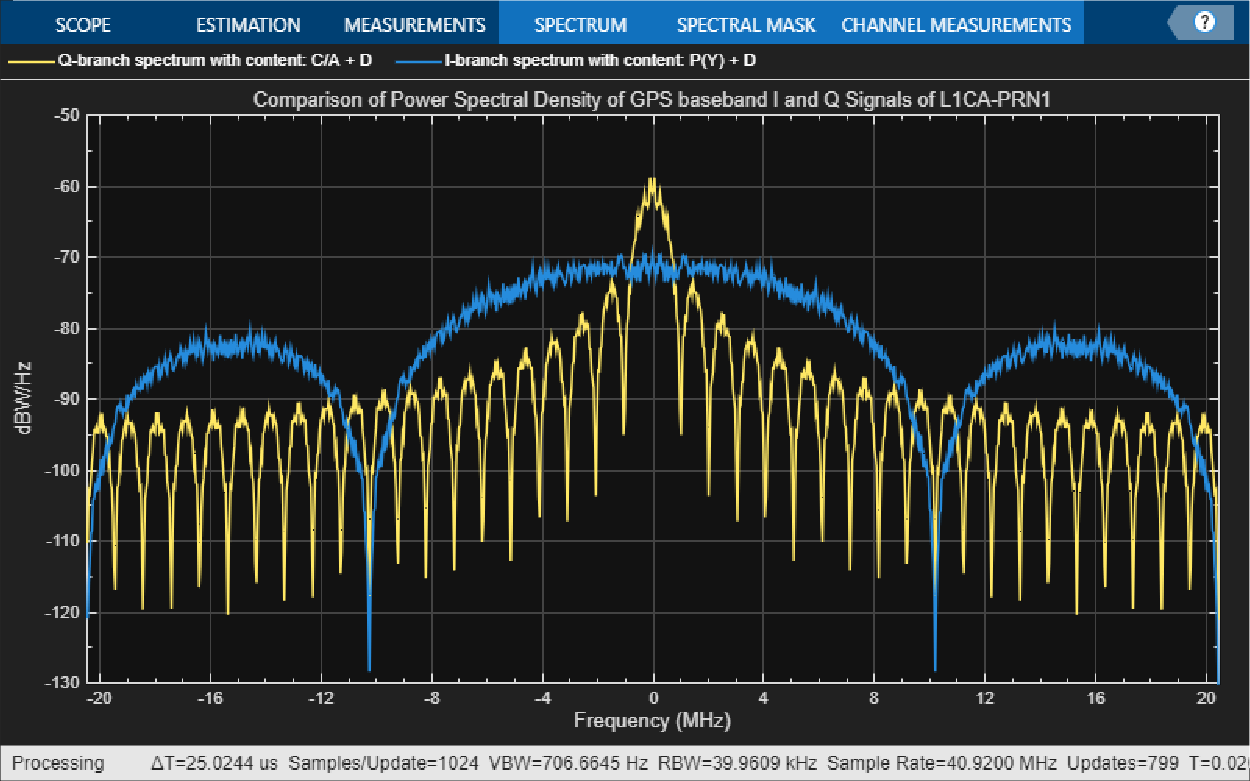 SCOPE ESTIMATION MEASUREMENTS SPECTRUM SPECTRAL MASK CHANNEL MEASUREMENTS ?
Q-branch spectrum with content: C/A + D I-branch spectrum with content: P(Y) + D
Comparison of Power Spectral Density of GPS baseband I and Q Signals of L1CA-PRN1
-50
-60
-70
-80
-90
-100
-110
-120
-130
dBW/Hz
-20 -16 -12 -8 -4 0 4 8 12 16 20
Frequency (MHz)
Processing ΔT=25.0244 us Samples/Update=1024 VBW=706.6645 Hz RBW=39.9609 kHz Sample Rate=40.9200 MHz Updates=799 T=0.02